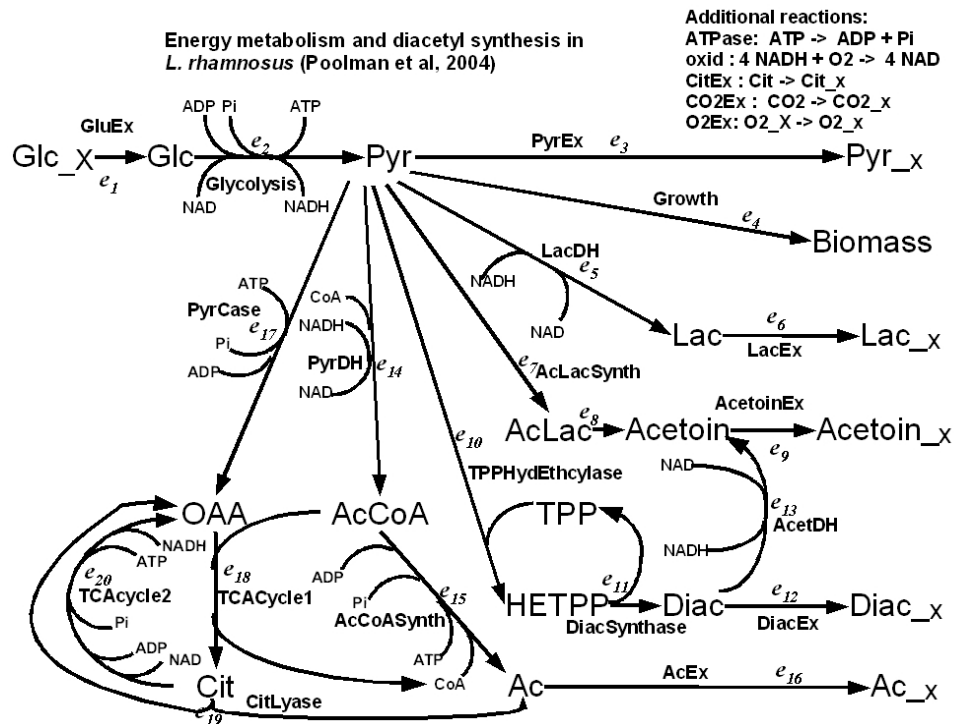 Additional reactions:
Energy metabolism and diacetyl synthesis in
ATPase: ATP -> ADP + Pi
L. rhamnosus (Poolman et al, 2004)
oxid : 4 NADH + O2 -> 4 NAD
CitEx : Cit -> Cit_x
CO2Ex : CO2 -> CO2_x
O2Ex: O2_X -> O2_x
ADP Pi
ATP
GluEx
Glc_X
e1
Glc
e2
Glycolysis
NAD
NADH
Pyr
PyrEx
e3
Pyr_x
Growth
e4
Biomass
LacDH
e5
NADH
NAD
Lac
e6
LacEx
Lac_x
ATP
PyrCase
e17
Pi
ADP
CoA
NADH
PyrDH
e14
NAD
e7
AcLacSynth
AcLac
e8
Acetoin
AcetoinEx
e9
Acetoin_x
e10
TPPHydEthcylase
NAD
e13
AcetDH
NADH
OAA
AcCoA
TPP
NADH
ATP
e20
TCAcycle2
Pi
ADP
NAD
e18
TCACycle1
ADP
Pi
e15
AcCoASynth
ATP
CoA
HETPP
e11
DiacSynthase
Diac
e12
DiacEx
Diac_x
Cit
e19
CitLyase
Ac
AcEx
e16
Ac_x